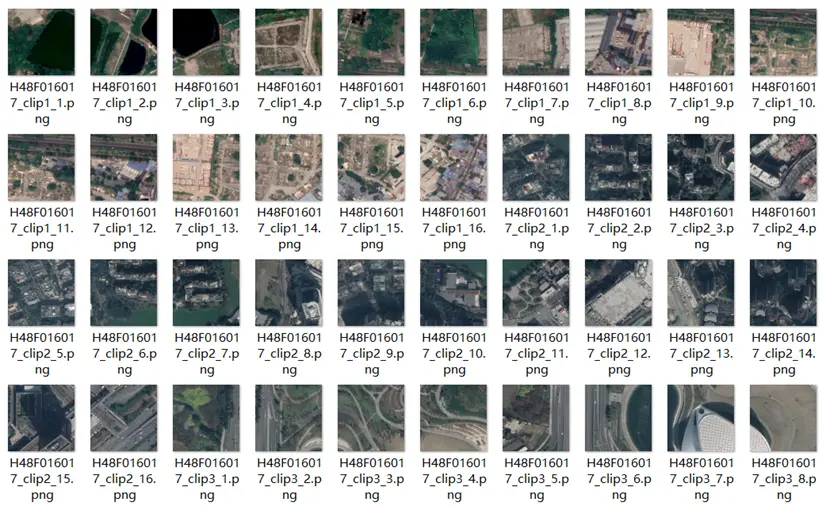 H48F01601 H48F01601 H48F01601 H48F01601 H48F01601 H48F01601 H48F01601 H48F01601 H48F01601 H48F01601
7_clip1_1.p 7_clip1_2.p 7_clip1_3.p 7_clip1_4.p 7_clip1_5.p 7_clip1_6.p 7_clip1_7.p 7_clip1_8.p 7_clip1_9.p 7_clip1_10.
ng ng ng ng ng ng ng ng ng png
H48F01601 H48F01601 H48F01601 H48F01601 H48F01601 H48F01601 H48F01601 H48F01601 H48F01601 H48F01601
7_clip1_11. 7_clip1_12. 7_clip1_13. 7_clip1_14. 7_clip1_15. 7_clip1_16. 7_clip2_1.p 7_clip2_2.p 7_clip2_3.p 7_clip2_4.p
png png png png png png ng ng ng ng
H48F01601 H48F01601 H48F01601 H48F01601 H48F01601 H48F01601 H48F01601 H48F01601 H48F01601 H48F01601
7_clip2_5.p 7_clip2_6.p 7_clip2_7.p 7_clip2_8.p 7_clip2_9.p 7_clip2_10. 7_clip2_11. 7_clip2_12. 7_clip2_13. 7_clip2_14.
ng ng ng ng ng png png png png png
H48F01601 H48F01601 H48F01601 H48F01601 H48F01601 H48F01601 H48F01601 H48F01601 H48F01601 H48F01601
7_clip2_15. 7_clip2_16. 7_clip3_1.p 7_clip3_2.p 7_clip3_3.p 7_clip3_4.p 7_clip3_5.p 7_clip3_6.p 7_clip3_7.p 7_clip3_8.p
png png ng ng ng ng ng ng ng ng